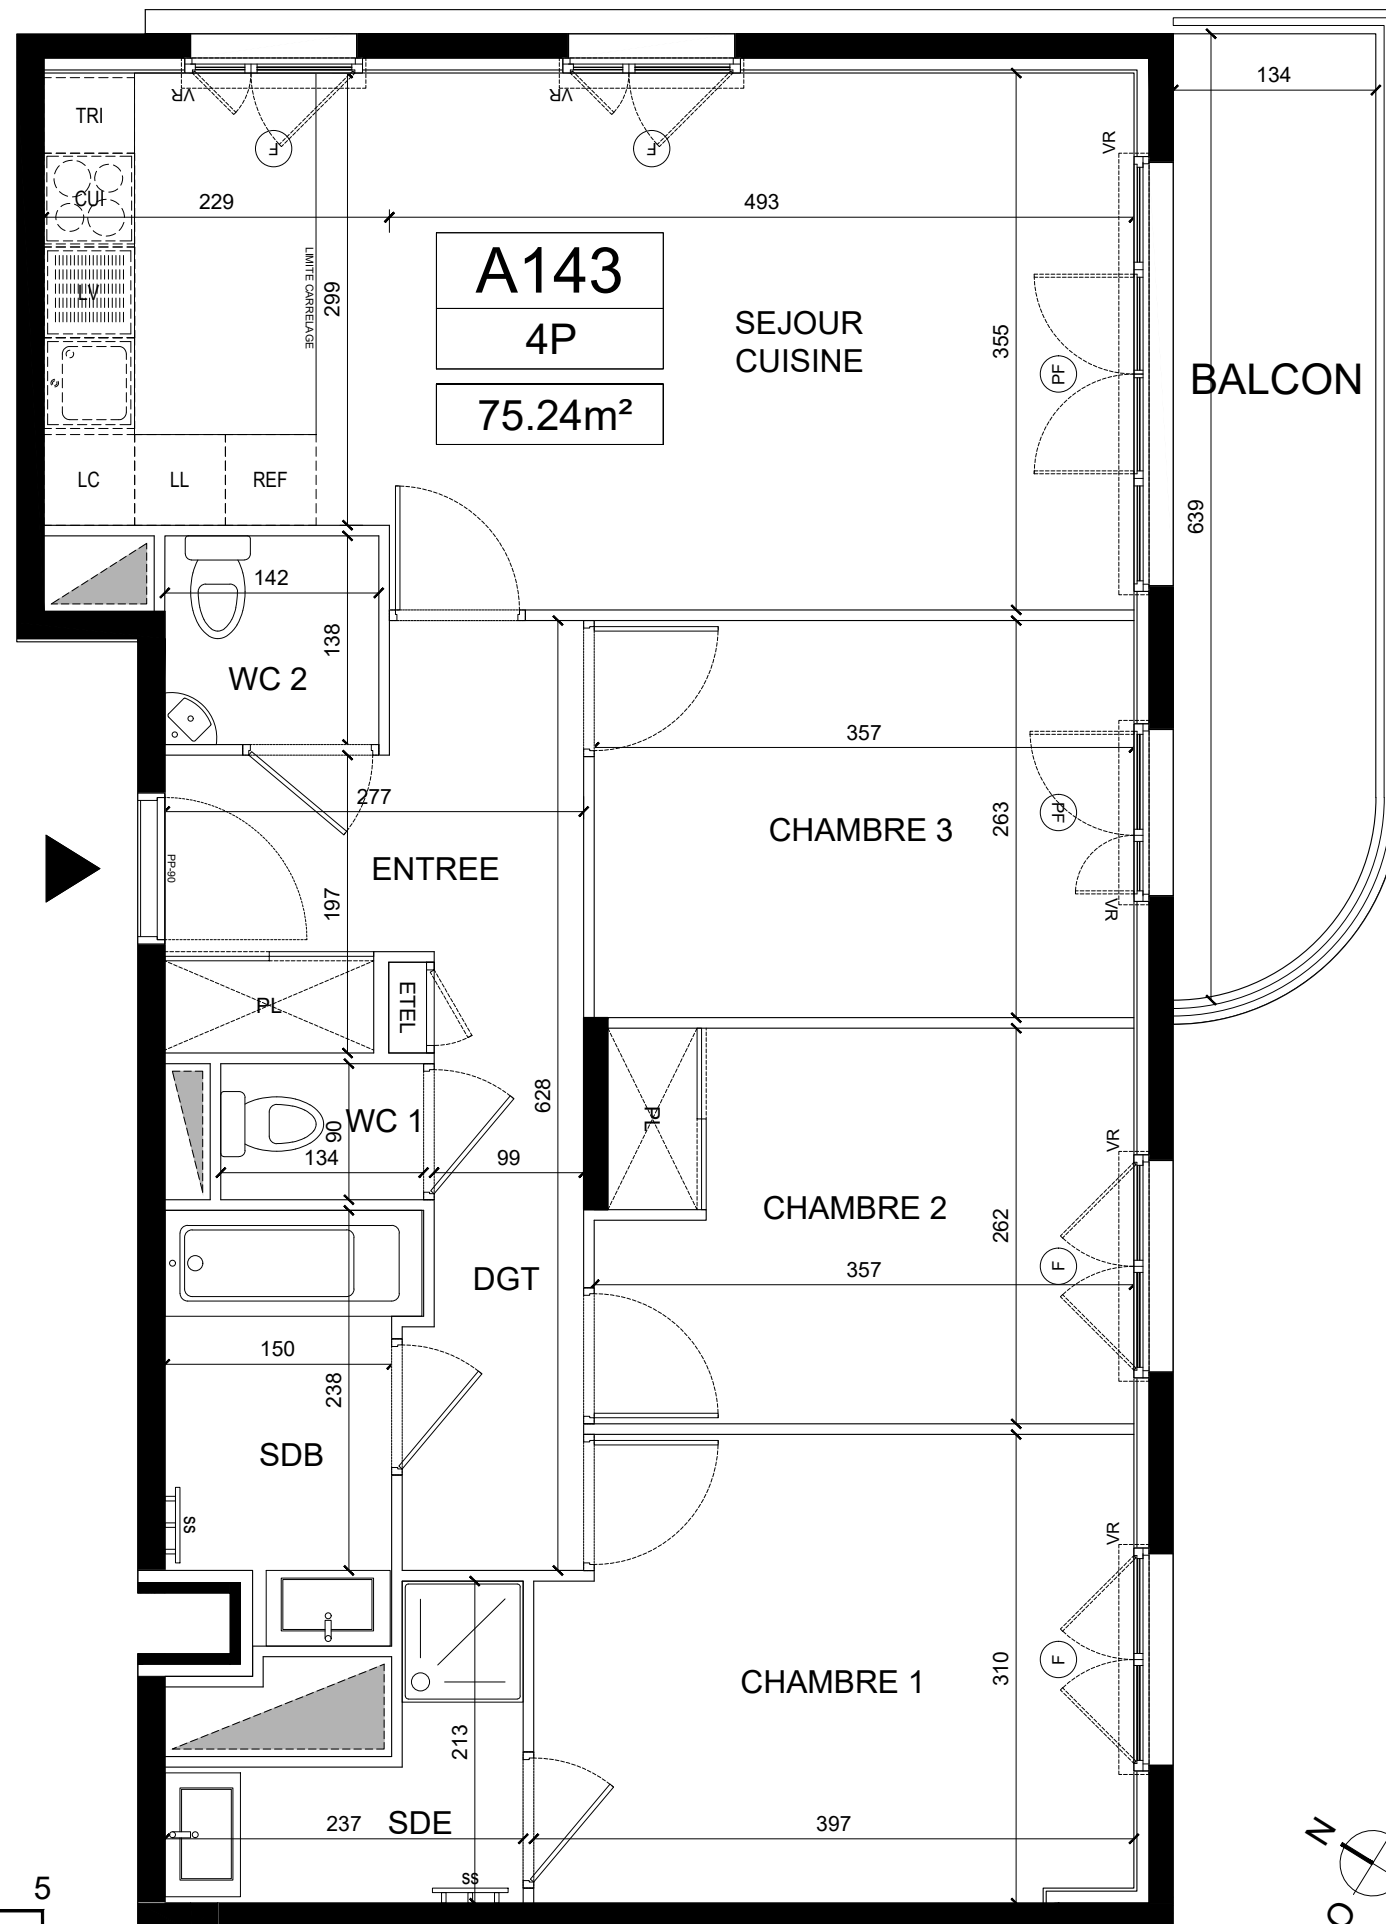 134
TRI
VR
VR
VR
F
F
CUI
229
493
LIMITE CARRELAGE
299
A143
4P
75.24m²
SEJOUR
CUISINE
355
PF
BALCON
LV
LC
LL
REF
639
142
138
WC 2
357
277
263
CHAMBRE 3
PF
ENTREE
PP-90
197
VR
PL
ETEL
628
PL
WC 1
90
134
99
VR
CHAMBRE 2
262
F
357
DGT
150
238
SDB
SS
VR
310
F
CHAMBRE 1
213
237
SDE
397
SS
N
O
5